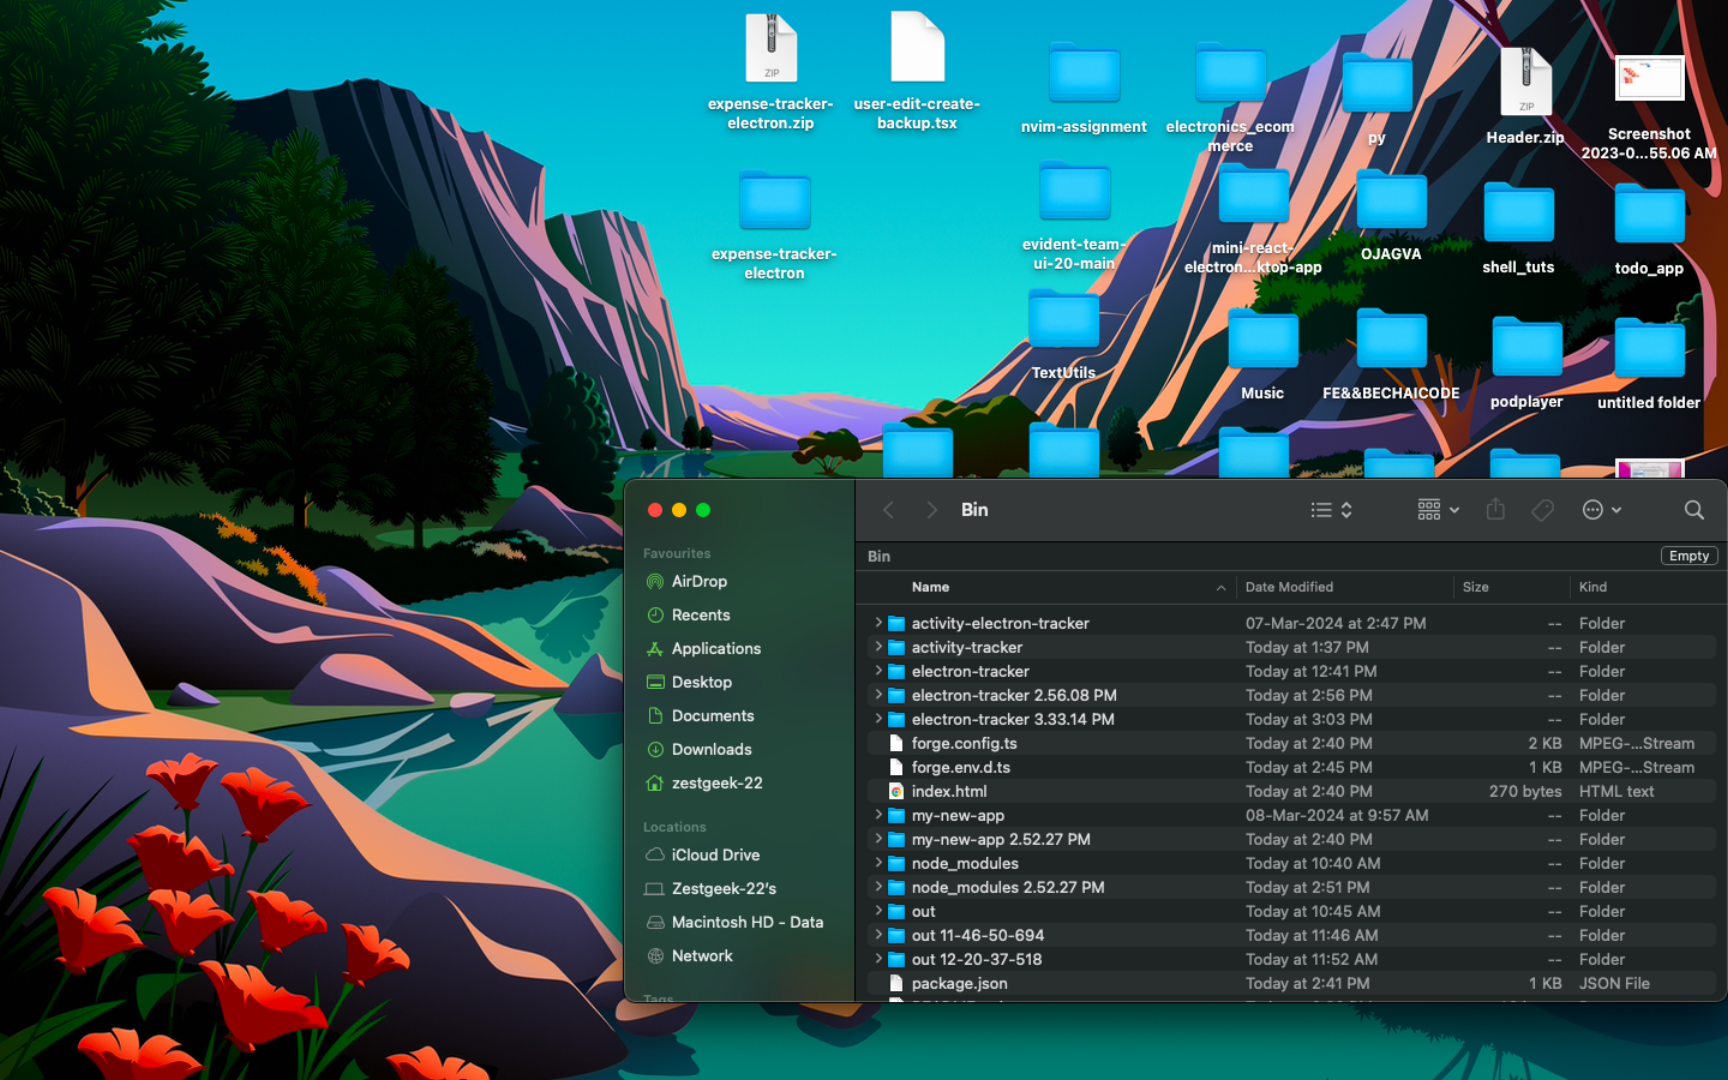 ZIP
expense-tracker-
electron.zip
user-edit-create-
backup.tsx
nvim-assignment
electronics_ecom
merce
py
ZIP
Header.zip
Screenshot
2023-0...55.06 AM
expense-tracker-
electron
evident-team-
ui-20-main
mini-react-
electron...ktop-app
OJAGVA
shell_tuts
todo_app
TextUtils
Music
FE&&BECHAICODE
podplayer
untitled folder
Bin
Favourites
AirDrop
Recents
Applications
Desktop
Documents
Downloads
zestgeek-22
Locations
iCloud Drive
Zestgeek-22's
Macintosh HD - Data
Network
Tags
Bin Empty
Name Date Modified Size Kind
activity-electron-tracker 07-Mar-2024 at 2:47 PM -- Folder
activity-tracker Today at 1:37 PM -- Folder
electron-tracker Today at 12:41 PM -- Folder
electron-tracker 2.56.08 PM Today at 2:56 PM -- Folder
electron-tracker 3.33.14 PM Today at 3:03 PM -- Folder
forge.config.ts Today at 2:40 PM 2 KB MPEG-...Stream
forge.env.d.ts Today at 2:45 PM 1 KB MPEG-...Stream
index.html Today at 2:40 PM 270 bytes HTML text
my-new-app 08-Mar-2024 at 9:57 AM -- Folder
my-new-app 2.52.27 PM Today at 2:40 PM -- Folder
node_modules Today at 10:40 AM -- Folder
node_modules 2.52.27 PM Today at 2:51 PM -- Folder
out Today at 10:45 AM -- Folder
out 11-46-50-694 Today at 11:46 AM -- Folder
out 12-20-37-518 Today at 11:52 AM -- Folder
package.json Today at 2:41 PM 1 KB JSON File